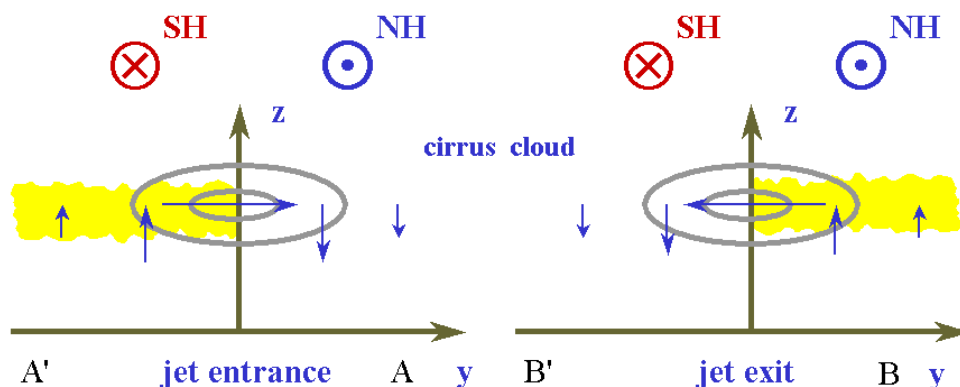 SH NH SH NH
z z
cirrus cloud
A' jet entrance A y B' jet exit B y